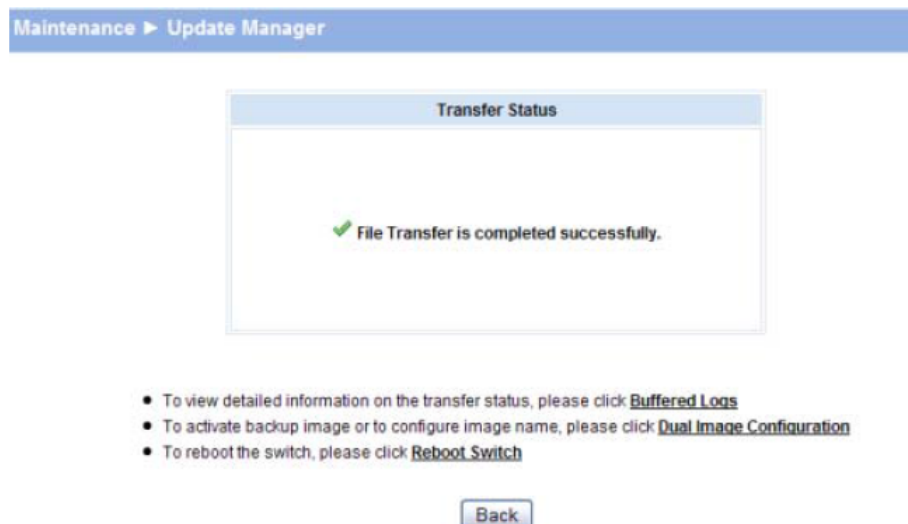 Maintenance ► Update Manager
Transfer Status
File Transfer is completed successfully.
• To view detailed information on the transfer status, please click Buffered Logs
• To activate backup image or to configure image name, please click Dual Image Configuration
• To reboot the switch, please click Reboot Switch
Back